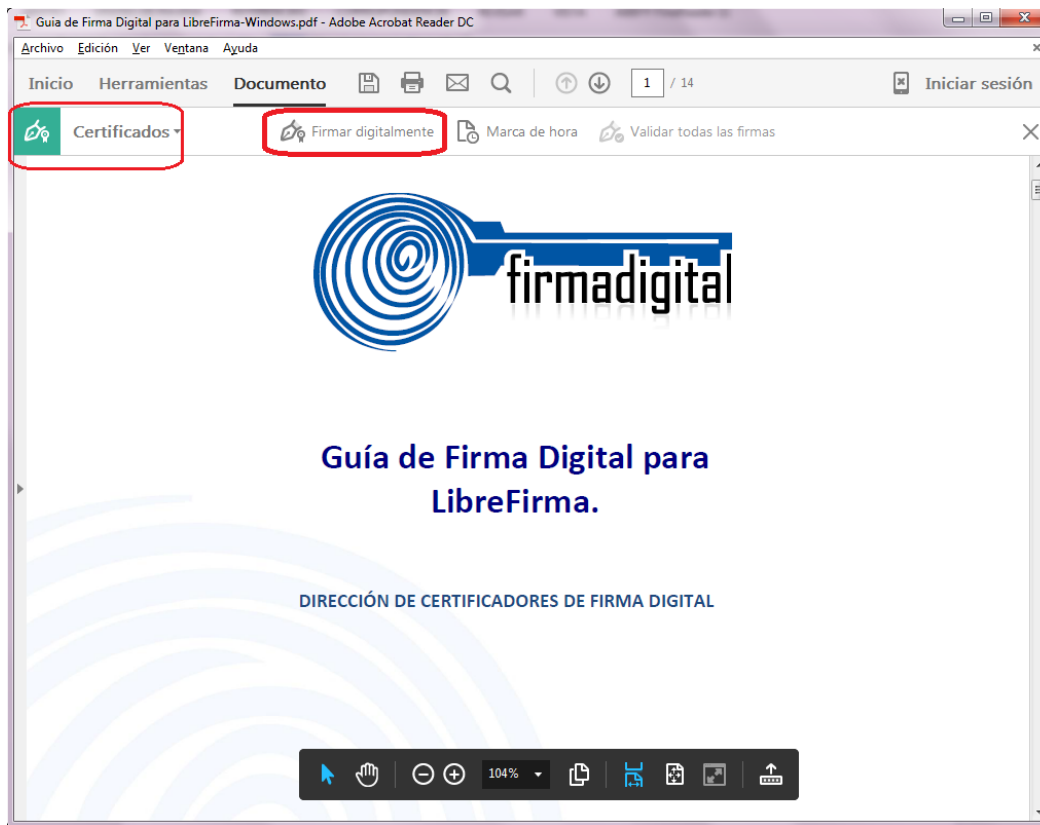 Guia de Firma Digital para LibreFirma-Windows.pdf - Adobe Acrobat Reader DC
Archivo Edición Ver Ventana Ayuda
Inicio Herramientas Documento 1 / 14 Iniciar sesión
Certificados Firmar digitalmente Marca de hora Validar todas las firmas
firmadigital
Guía de Firma Digital para
LibreFirma.
DIRECCIÓN DE CERTIFICADORES DE FIRMA DIGITAL
104%